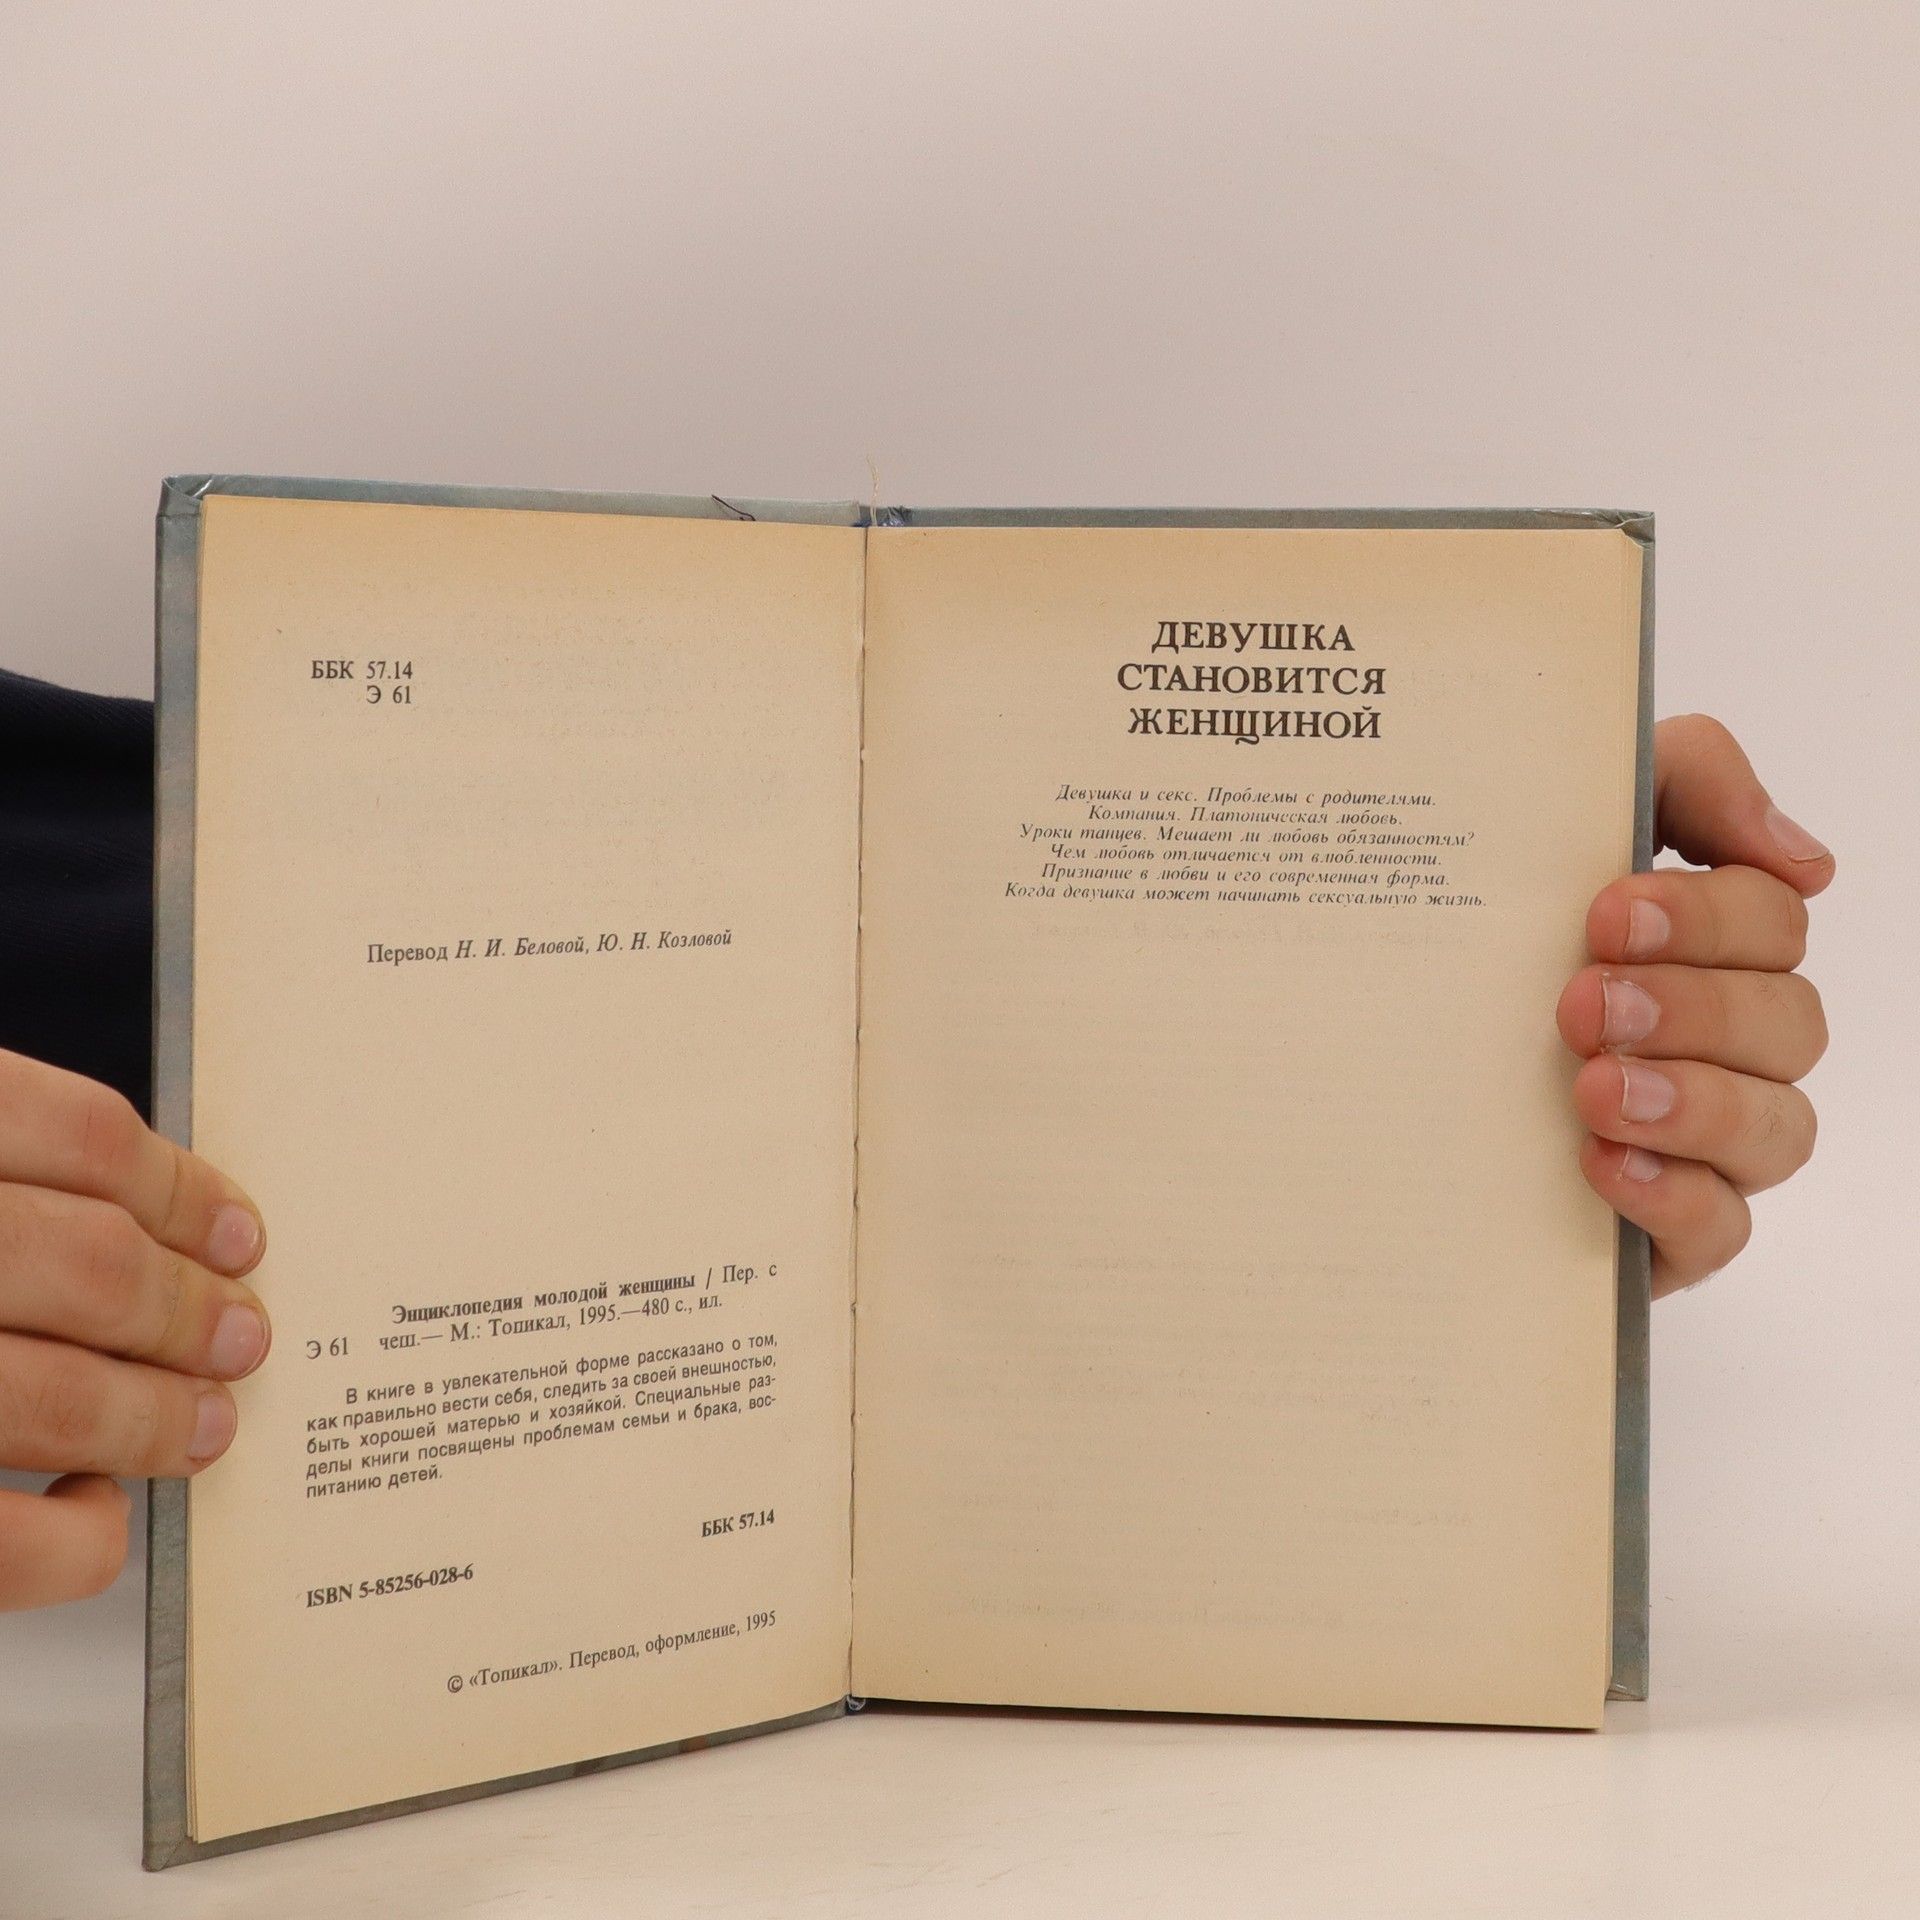 ББК 57.14
Э 61
Перевод Н. И. Беловой, Ю. Н. Козловой
Энциклопедия молодой женщины / Пер. с
Э 61 чеш.— М.: Топикал, 1995.—480 с., ил.
В книге в увлекательной форме рассказано о том,
как правильно вести себя, следить за своей внешностью,
быть хорошей матерью и хозяйкой. Специальные раз-
делы книги посвящены проблемам семьи и брака, вос-
питанию детей.
ББК 57.14
ISBN 5-85256-028-6
© «Топикал». Перевод, оформление, 1995
ДЕВУШКА
СТАНОВИТСЯ
ЖЕНЩИНОЙ
Девушка и секс. Проблемы с родителями.
Компания. Платоническая любовь.
Уроки танцев. Мешает ли любовь обязанностям?
Чем любовь отличается от влюбленности.
Признание в любви и его современная форма.
Когда девушка может начинать сексуальную жизнь.